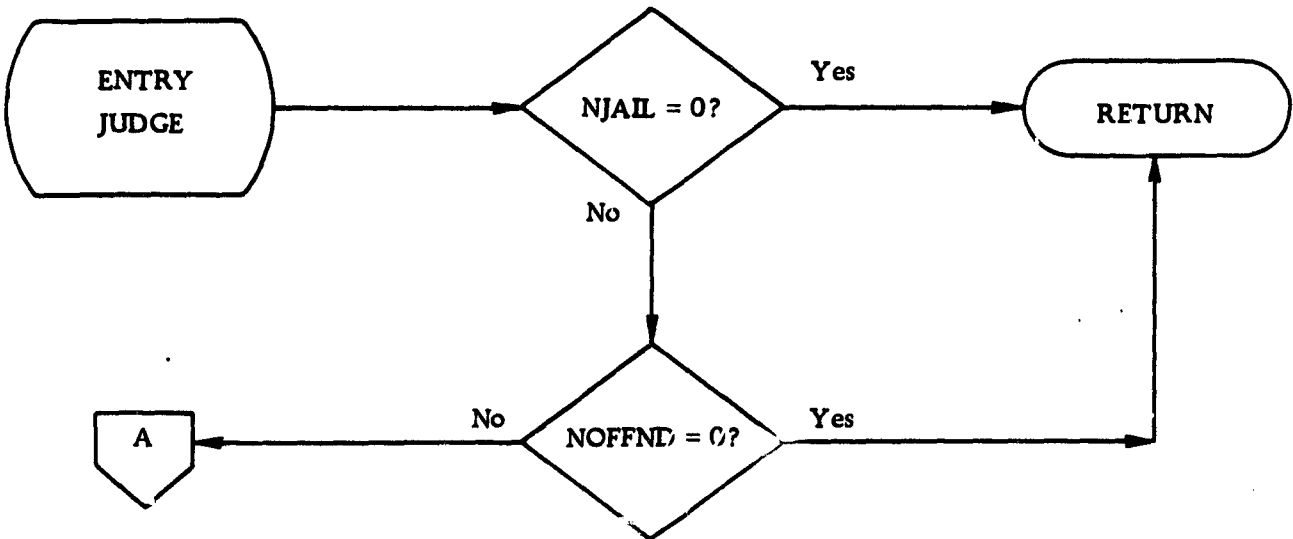 ENTRY
JUDGE
NJAIL = 0?
Yes
RETURN
No
A
No
NOFFND = 0?
Yes